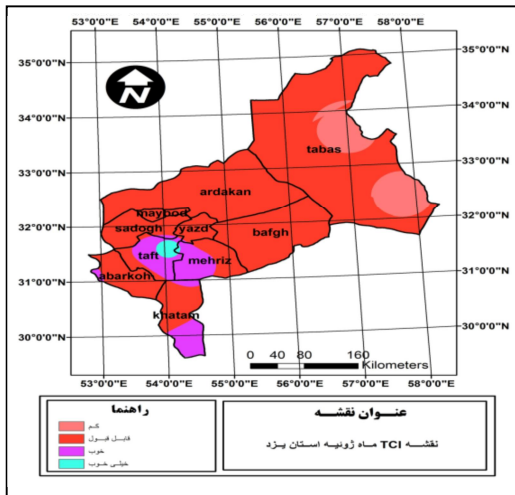 53°0'0"E 54°0'0"E 55°0'0"E 56°0'0"E 57°0'0"E 58°0'0"E
35°0'0"N 35°0'0"N
34°0'0"N 34°0'0"N
33°0'0"N 33°0'0"N
32°0'0"N 32°0'0"N
31°0'0"N 31°0'0"N
30°0'0"N 30°0'0"N
N
tabas
ardakan
maybod
sadogh yazd bafgh
taft mehriz
abarkoh
khatam
0 40 80 160
Kilometers
53°0'0"E 54°0'0"E 55°0'0"E 56°0'0"E 57°0'0"E 58°0'0"E
راهنما
کم
قابل قبول
خوب
خیلی خوب
عنوان نقشه
نقشه TCI ماه ژوئیه استان یزد